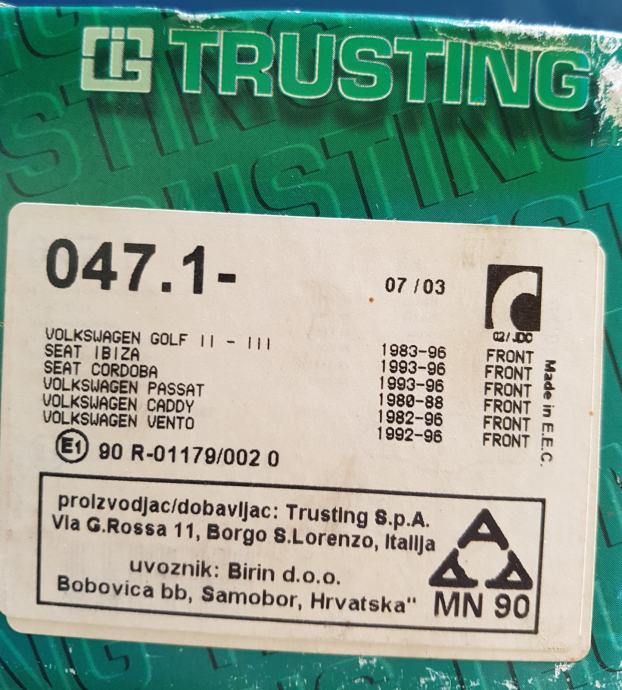 TRUSTING
047.1-
07/03
02/JDC
VOLKSWAGEN GOLF II - III 1983-96 FRONT
SEAT IBIZA 1993-96 FRONT
SEAT CORDOBA 1993-96 FRONT
VOLKSWAGEN PASSAT 1980-88 FRONT
VOLKSWAGEN CADDY 1982-96 FRONT
VOLKSWAGEN VENTO 1992-96 FRONT
Made in E.E.C.
E1 90 R-01179/002 0
proizvodjac/dobavljac: Trusting S.p.A.
Via G.Rossa 11, Borgo S.Lorenzo, Italija
uvoznik: Birin d.o.o.
Bobovica bb, Samobor, Hrvatska"
AAA
MN 90